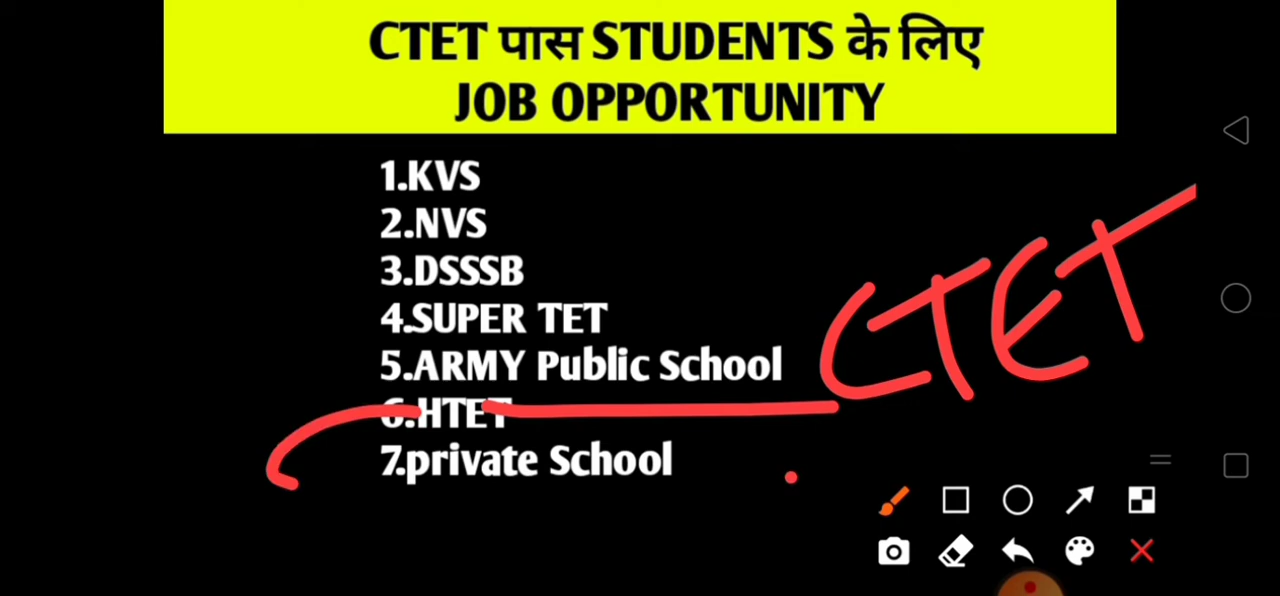 CTET पास STUDENTS के लिए
JOB OPPORTUNITY
1.KVS
2.NVS
3.DSSSB
4.SUPER TET
5.ARMY Public School
CTET
6.HTET
7.private School